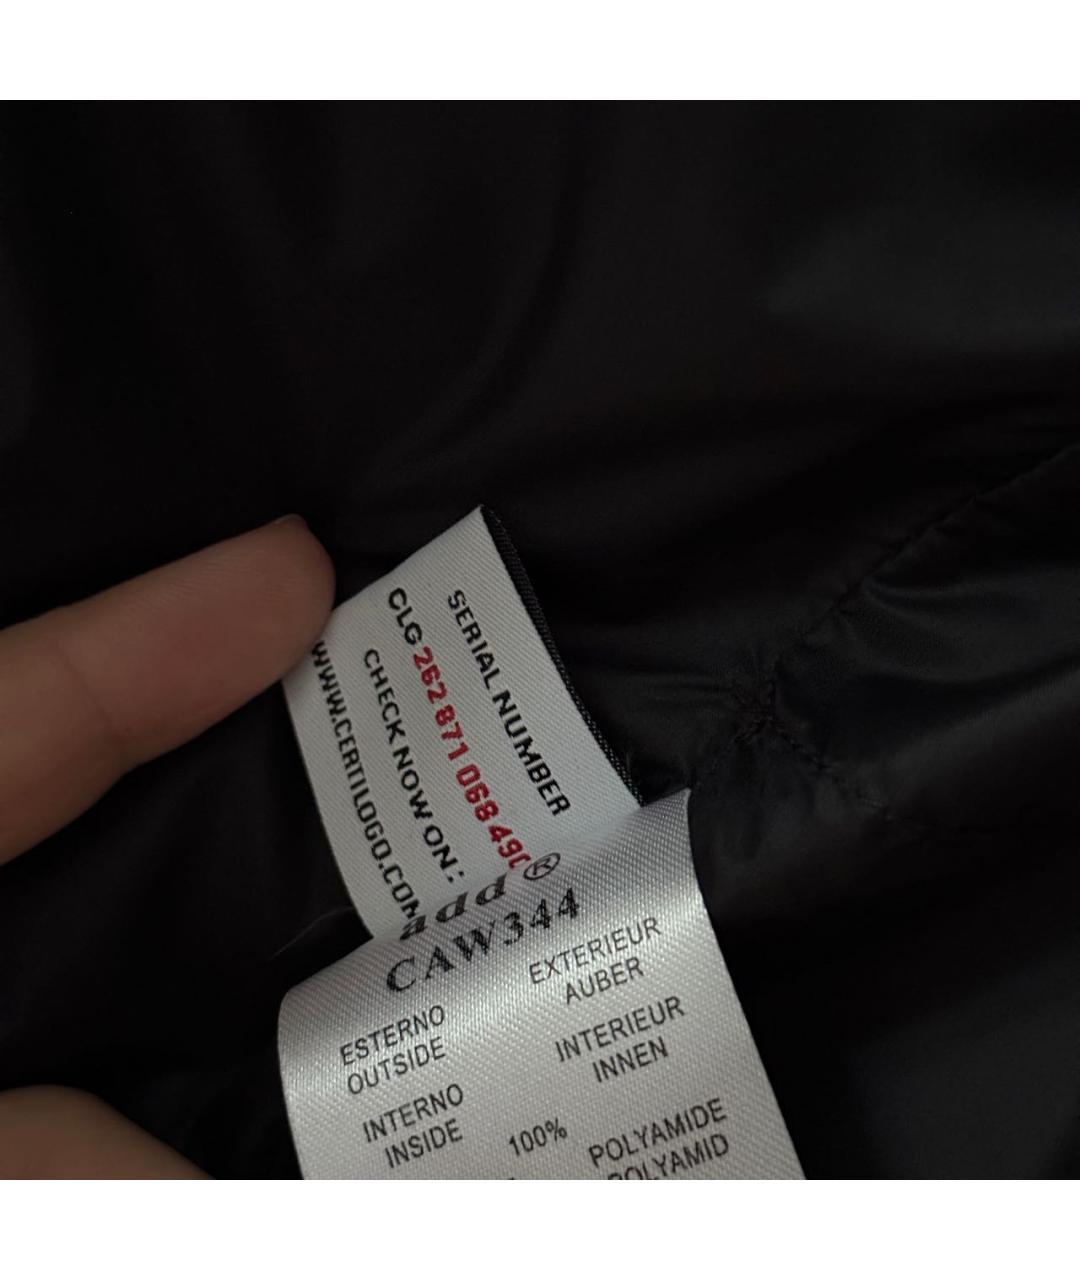 SERIAL NUMBER
CLG 262 871 068 490
CHECK NOW ON:
WWW.CERTILOGO.COM
add®
CAW344
ESTERNO
OUTSIDE
EXTERIEUR
AUBER
INTERNO
INSIDE
INTERIEUR
INNEN
100%
POLYAMIDE
POLYAMID